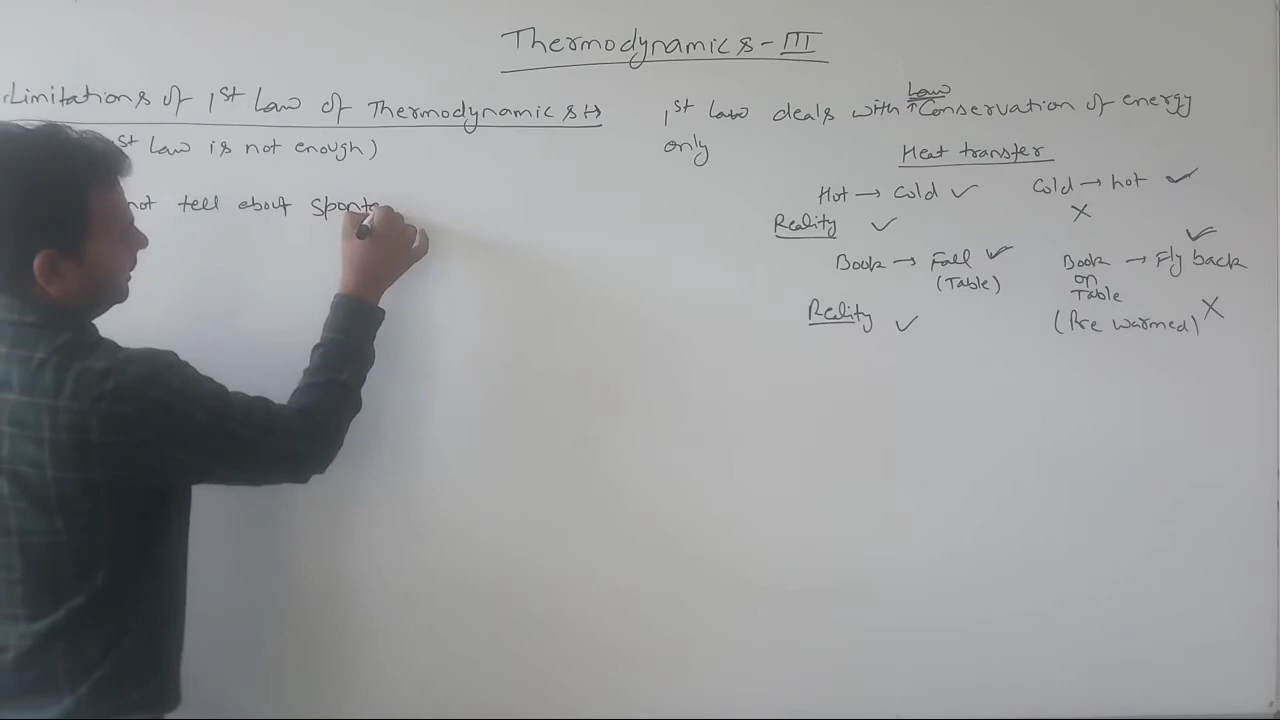 Thermodynamics-III
Limitations of 1st Law of Thermodynamics
st Law is not enough)
not tell about sponta
1st law deals with ↑ Conservation of energy
Law
only
Heat transfer
Hot → Cold ✓
Cold → hot ✓
X
Reality ✓
Book → Fall ✓
(Table)
Book → Fly back ✓
on
Table
Reality ✓
(Pre warmed) X